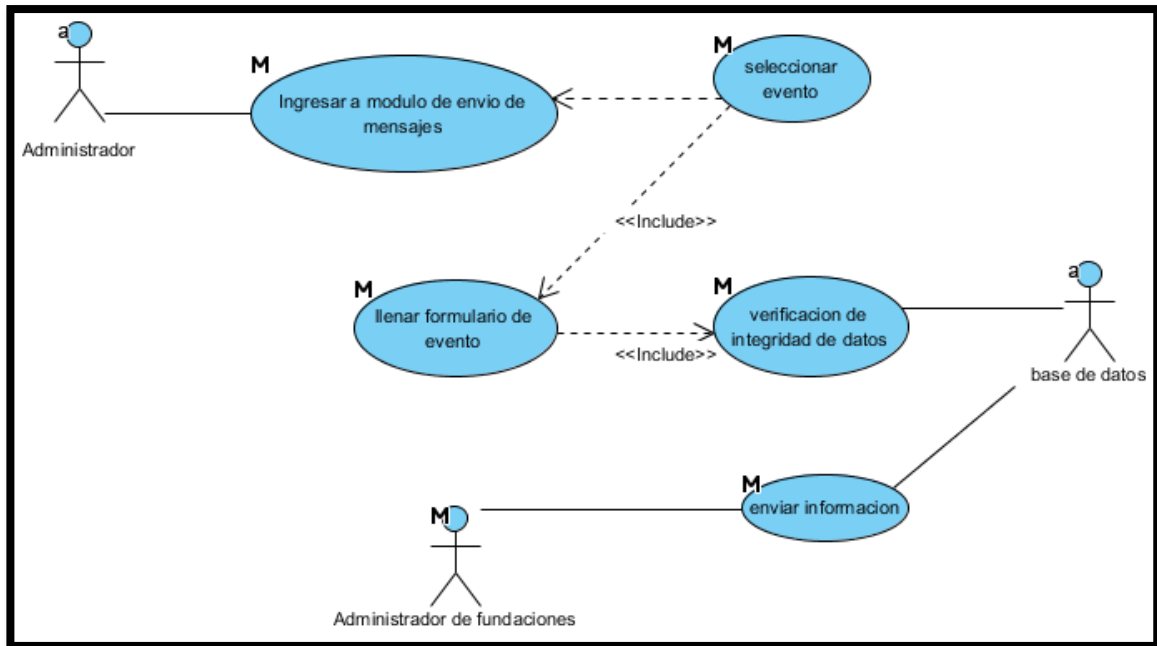 a
Administrador
M
Ingresar a modulo de envio de
mensajes
M
seleccionar
evento
<<Include>>
M
llenar formulario de
evento
<<Include>>
M
verificacion de
integridad de datos
a
base de datos
M
enviar informacion
M
Administrador de fundaciones